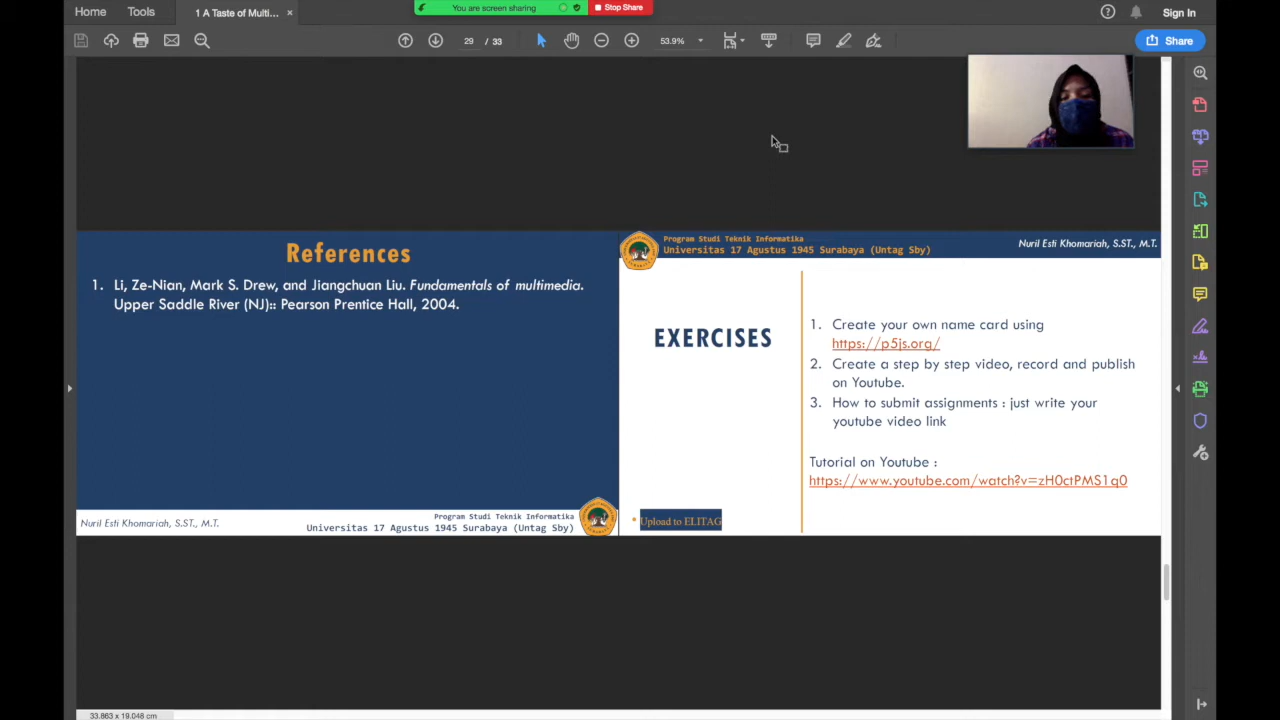 Home
Tools
1 A Taste of Multi...
You are screen sharing
Stop Share
Sign In
29 / 33
53.9%
Share
References
1. Li, Ze-Nian, Mark S. Drew, and Jiangchuan Liu. Fundamentals of multimedia.
Upper Saddle River (NJ):: Pearson Prentice Hall, 2004.
Nuril Esti Khomariah, S.ST., M.T.
Program Studi Teknik Informatika
Universitas 17 Agustus 1945 Surabaya (Untag Sby)
Program Studi Teknik Informatika
Universitas 17 Agustus 1945 Surabaya (Untag Sby)
Nuril Esti Khomariah, S.ST., M.T.
EXERCISES
1. Create your own name card using
https://p5js.org/
2. Create a step by step video, record and publish
on Youtube.
3. How to submit assignments : just write your
youtube video link
Tutorial on Youtube :
https://www.youtube.com/watch?v=zH0ctPMS1q0
• Upload to ELITAG
33.863 x 19.048 cm